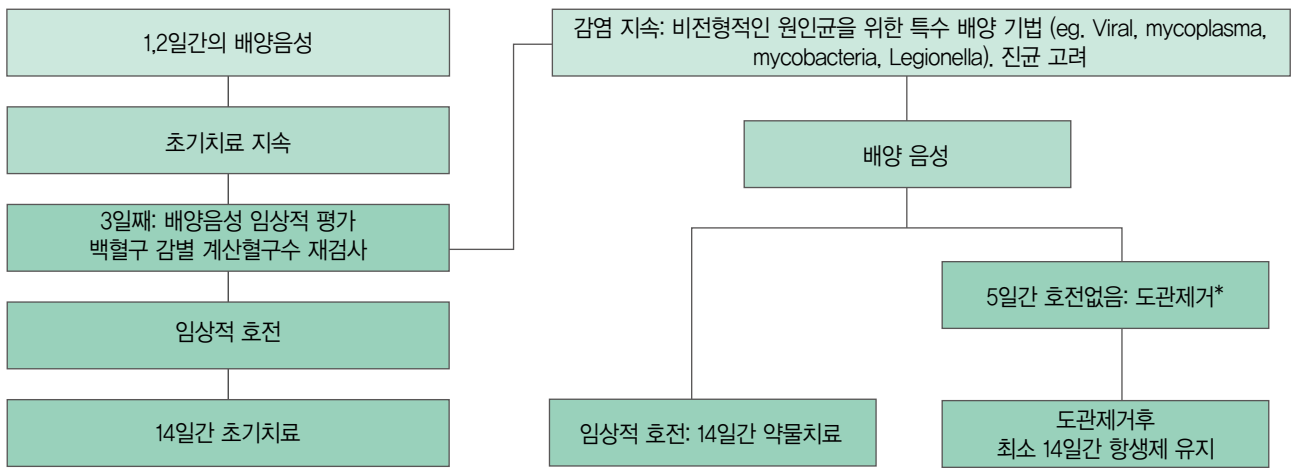 1,2일간의 배양음성
초기치료 지속
3일째: 배양음성 임상적 평가
백혈구 감별 계산혈구수 재검사
임상적 호전
14일간 초기치료
감염 지속: 비전형적인 원인균을 위한 특수 배양 기법 (eg. Viral, mycoplasma,
mycobacteria, Legionella). 진균 고려
배양 음성
5일간 호전없음: 도관제거*
임상적 호전: 14일간 약물치료
도관제거후
최소 14일간 항생제 유지